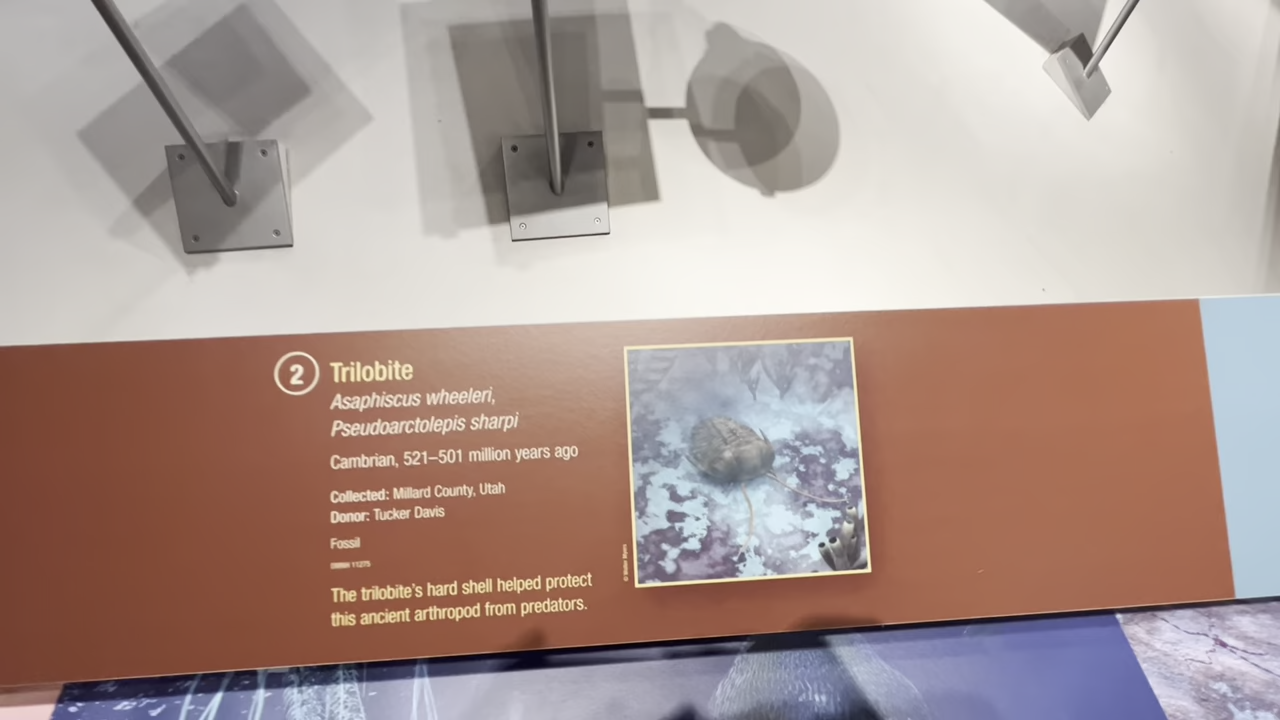 2
Trilobite
Asaphiscus wheeleri,
Pseudoarctolepis sharpi
Cambrian, 521–501 million years ago
Collected: Millard County, Utah
Donor: Tucker Davis
Fossil
11275
The trilobite's hard shell helped protect
this ancient arthropod from predators.